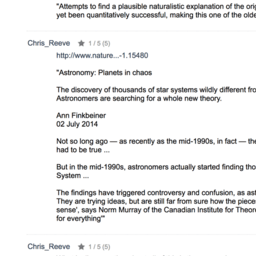 "Attempts to find a plausible naturalistic explanation of the ori
yet been quantitatively successful, making this one of the olde
Chris_Reeve ★ 1 / 5 (5)
http://www.nature...-1.15480
"Astronomy: Planets in chaos
The discovery of thousands of star systems wildly different fro
Astronomers are searching for a whole new theory.
Ann Finkbeiner
02 July 2014
Not so long ago — as recently as the mid-1990s, in fact — the
had to be true ...
But in the mid-1990s, astronomers actually started finding tho
System ...
The findings have triggered controversy and confusion, as ast
They are trying ideas, but are still far from sure how the piece
sense', says Norm Murray of the Canadian Institute for Theore
for everything'"
Chris_Reeve ★ 1 / 5 (5)